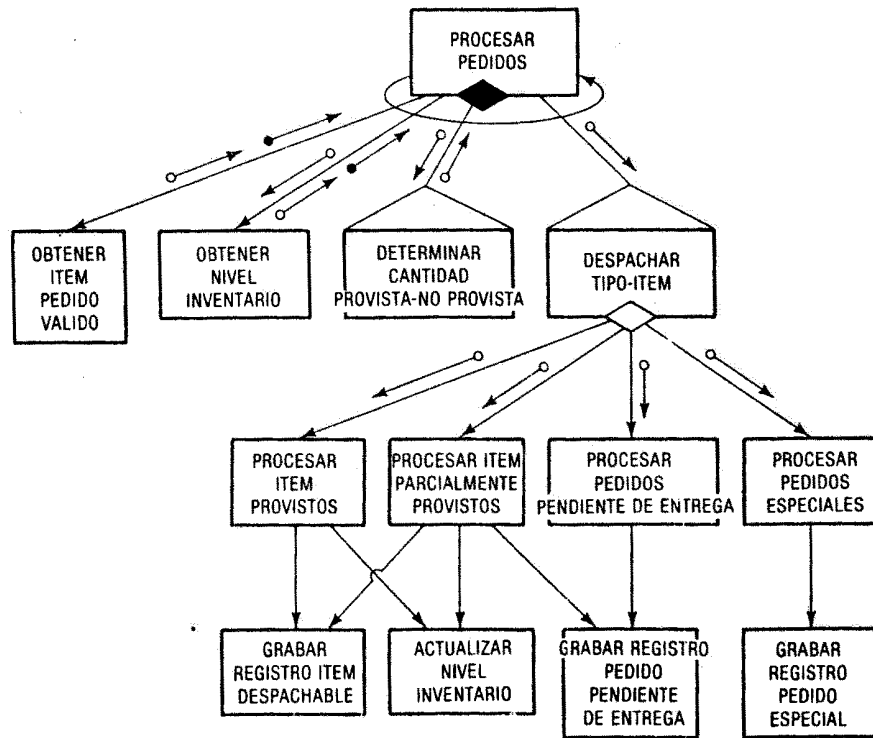 PROCESAR
PEDIDOS
OBTENER
ITEM
PEDIDO
VALIDO
OBTENER
NIVEL
INVENTARIO
DETERMINAR
CANTIDAD
PROVISTA-NO PROVISTA
DESPACHAR
TIPO-ITEM
PROCESAR
ITEM
PROVISTOS
PROCESAR ITEM
PARCIALMENTE
PROVISTOS
PROCESAR
PEDIDOS
PENDIENTE DE ENTREGA
PROCESAR
PEDIDOS
ESPECIALES
GRABAR
REGISTRO ITEM
DESPACHABLE
ACTUALIZAR
NIVEL
INVENTARIO
GRABAR REGISTRO
PEDIDO
PENDIENTE
DE ENTREGA
GRABAR
REGISTRO
PEDIDO
ESPECIAL